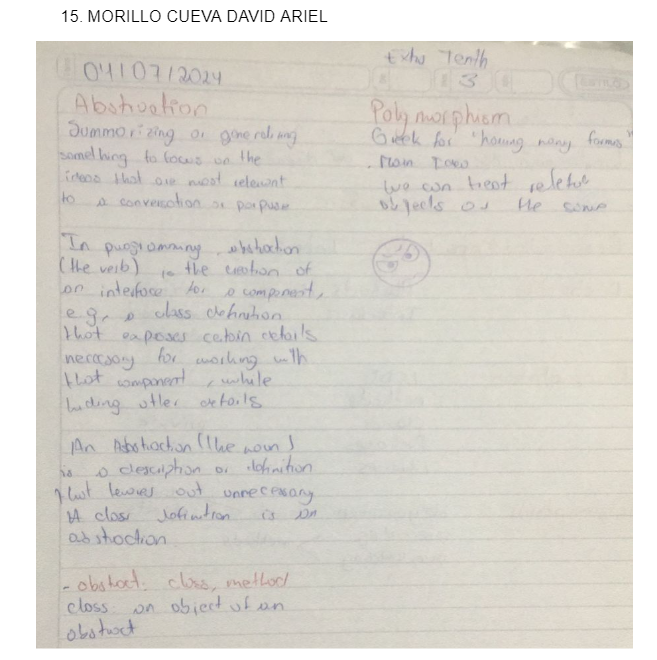 15. MORILLO CUEVA DAVID ARIEL
04/07/2024
Abstraction
Summarizing or generalizing
something to focus on the
ideas that are most relevant
to a conversation or purpose
In programming, abstraction
(the verb) is the creation of
an interface for a component,
e.g, a class definition
that exposes certain details
necessary for working with
that component, while
hiding other details
An Abstraction (the noun)
is a description or definition
that leaves out unnecessary
A class definition is an
abstraction
- abstract: class, method
class an object of an
abstract
Tenth
3
Polymorphism
Greek for "having many forms"
Main Idea
we can treat
objects as the same